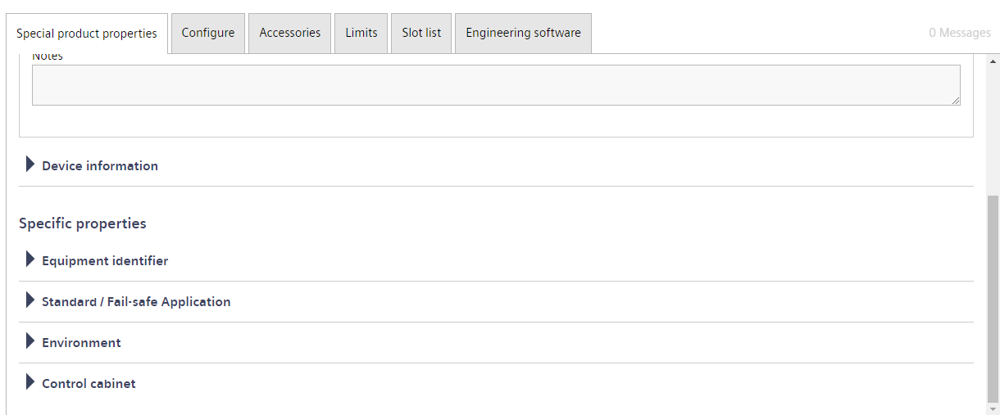 Special product properties
Configure
Accessories
Limits
Slot list
Engineering software
0 Messages
Notes
Device information
Specific properties
Equipment identifier
Standard / Fail-safe Application
Environment
Control cabinet